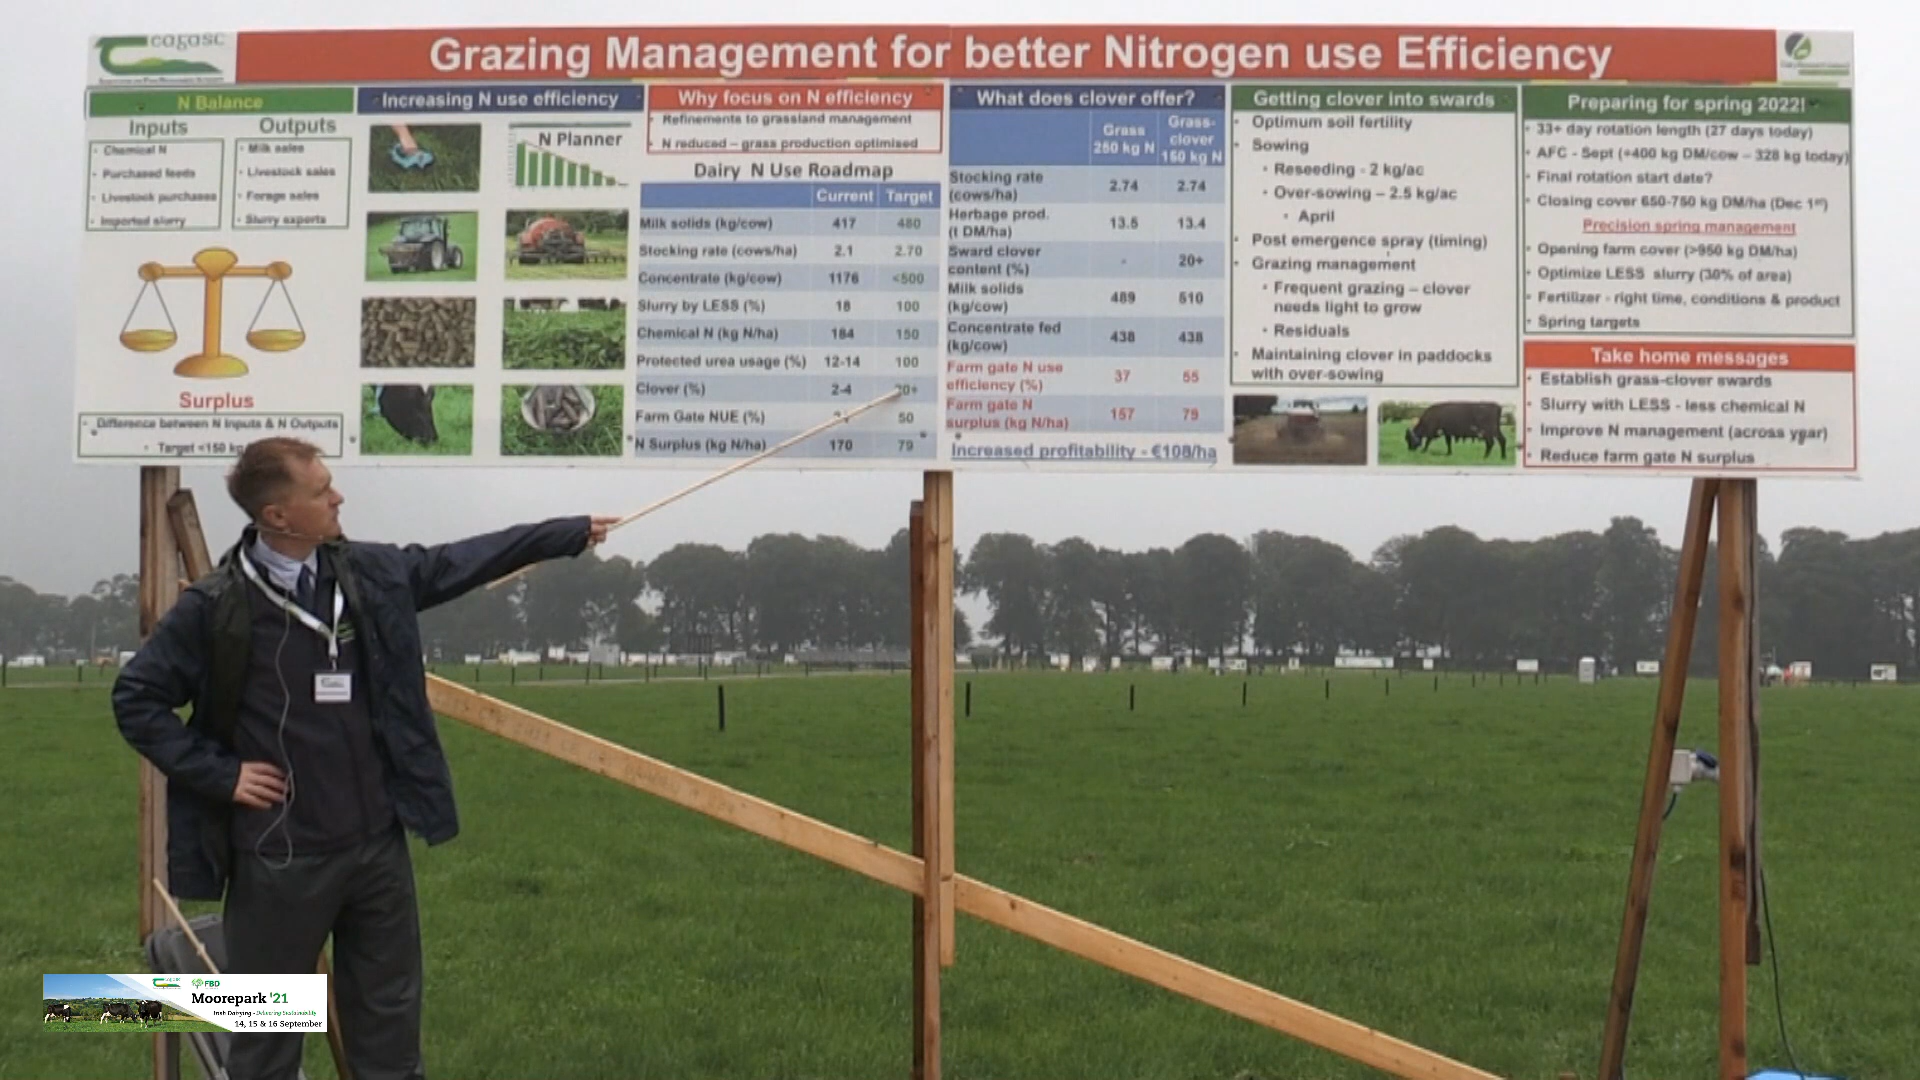 teagasc
Grazing Management for better Nitrogen use Efficiency
N Balance
Inputs
Outputs
• Chemical N
• Purchased feeds
• Livestock purchases
• Imported slurry
• Milk sales
• Livestock sales
• Forage sales
• Slurry exports
Surplus
• Difference between N Inputs & N Outputs
• Target <150 kg
Increasing N use efficiency
N Planner
Why focus on N efficiency
• Refinements to grassland management
• N reduced – grass production optimised
Dairy N Use Roadmap
Current Target
Milk solids (kg/cow) 417 480
Stocking rate (cows/ha) 2.1 2.70
Concentrate (kg/cow) 1176 <500
Slurry by LESS (%) 18 100
Chemical N (kg N/ha) 184 150
Protected urea usage (%) 12-14 100
Clover (%) 2-4 20+
Farm Gate NUE (%) 50
N Surplus (kg N/ha) 170 79
What does clover offer?
Grass 250 kg N
Grass-clover 150 kg N
Stocking rate (cows/ha) 2.74 2.74
Herbage prod. (t DM/ha) 13.5 13.4
Sward clover content (%) - 20+
Milk solids (kg/cow) 489 510
Concentrate fed (kg/cow) 438 438
Farm gate N use efficiency (%) 37 55
Farm gate N surplus (kg N/ha) 157 79
Increased profitability - €108/ha
Getting clover into swards
• Optimum soil fertility
• Sowing
• Reseeding - 2 kg/ac
• Over-sowing – 2.5 kg/ac
• April
• Post emergence spray (timing)
• Grazing management
• Frequent grazing – clover
needs light to grow
• Residuals
• Maintaining clover in paddocks
with over-sowing
Preparing for spring 2022!
• 33+ day rotation length (27 days today)
• AFC - Sept (+400 kg DM/cow – 328 kg today)
• Final rotation start date?
• Closing cover 650-750 kg DM/ha (Dec 1st)
Precision spring management
• Opening farm cover (>950 kg DM/ha)
• Optimize LESS slurry (30% of area)
• Fertilizer - right time, conditions & product
• Spring targets
Take home messages
• Establish grass-clover swards
• Slurry with LESS - less chemical N
• Improve N management (across year)
• Reduce farm gate N surplus
teagasc FBD
Moorepark '21
Irish Dairying - Delivering Sustainability
14, 15 & 16 September